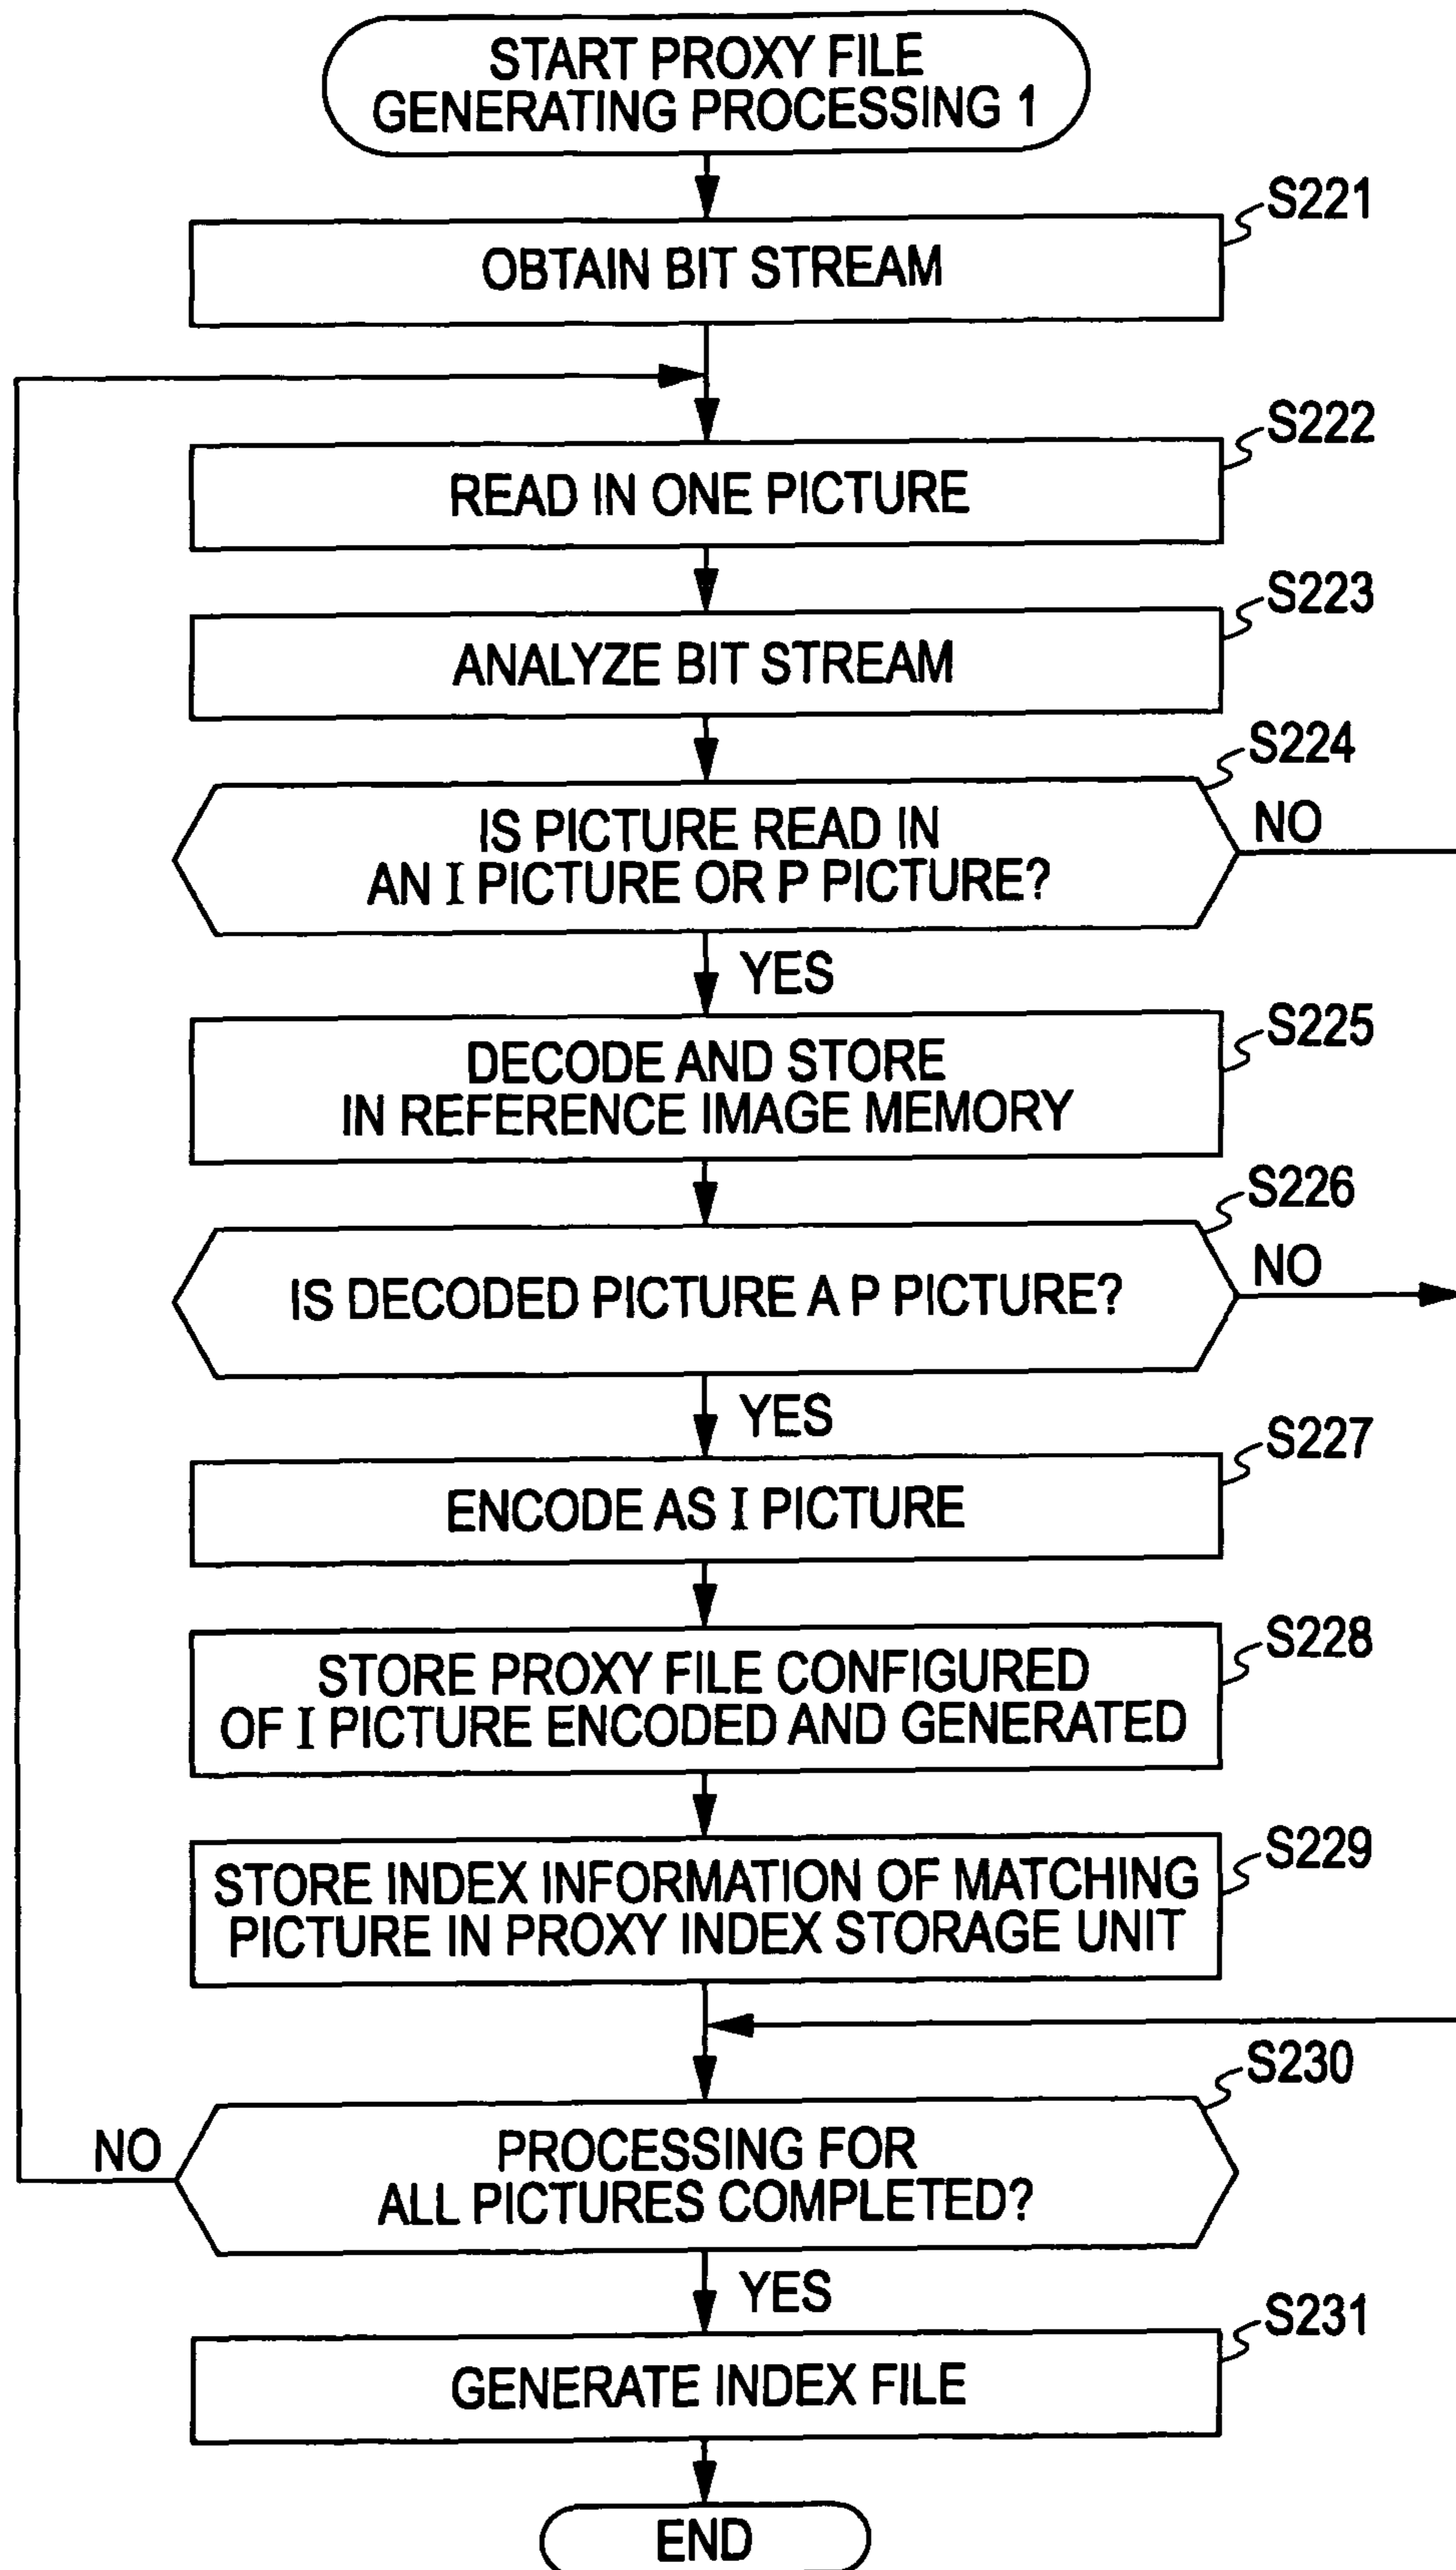 START PROXY FILE
GENERATING PROCESSING 1
S221
OBTAIN BIT STREAM
S222
READ IN ONE PICTURE
S223
ANALYZE BIT STREAM
S224
IS PICTURE READ IN
AN I PICTURE OR P PICTURE?
NO
YES
S225
DECODE AND STORE
IN REFERENCE IMAGE MEMORY
S226
IS DECODED PICTURE A P PICTURE?
NO
YES
S227
ENCODE AS I PICTURE
S228
STORE PROXY FILE CONFIGURED
OF I PICTURE ENCODED AND GENERATED
S229
STORE INDEX INFORMATION OF MATCHING
PICTURE IN PROXY INDEX STORAGE UNIT
S230
NO
PROCESSING FOR
ALL PICTURES COMPLETED?
YES
S231
GENERATE INDEX FILE
END